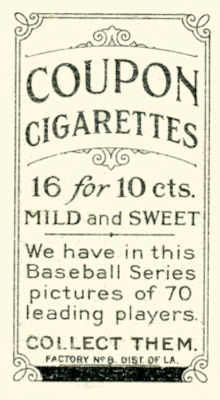 COUPON
CIGARETTES
16 for 10 cts.
MILD and SWEET
We have in this
Baseball Series
pictures of 70
leading players.
COLLECT THEM.
FACTORY Nº 8. DIST. OF LA.